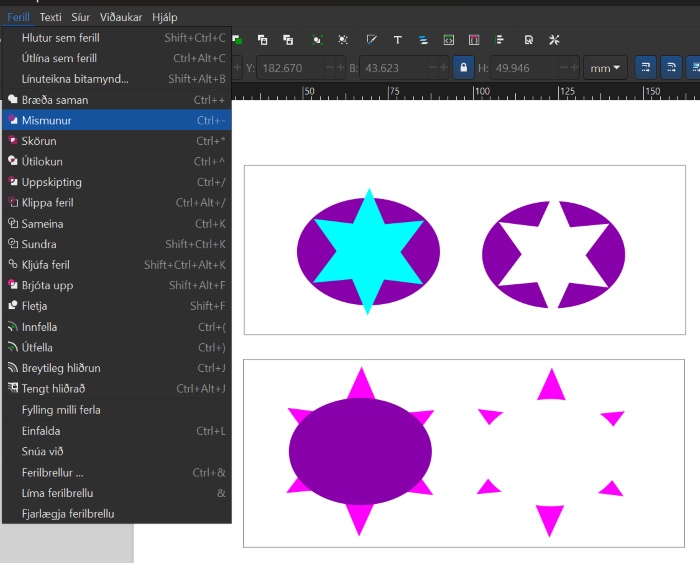 Ferill Texti Síur Viðaukar Hjálp
Hlutur sem ferill Shift+Ctrl+C
Útlína sem ferill Ctrl+Alt+C
Línuteikna bitamynd... Shift+Alt+B
Y: 182.670 B: 43.623 H: 49.946 mm
50 75 100 125 150
Bræða saman Ctrl++
Mismunur Ctrl+-
Skörun Ctrl+*
Útilokun Ctrl+^
Uppskipting Ctrl+/
Klippa feril Ctrl+Alt+/
Sameina Ctrl+K
Sundra Shift+Ctrl+K
Kljúfa feril Shift+Ctrl+Alt+K
Brjóta upp Shift+Alt+F
Fletja Shift+F
Innfella Ctrl+(
Útfella Ctrl+)
Breytileg hliðrun Ctrl+J
Tengt hliðrað Ctrl+Alt+J
Fylling milli ferla
Einfalda Ctrl+L
Snúa við
Ferilbrellur ... Ctrl+&
Líma ferilbrellu &
Fjarlægja ferilbrellu